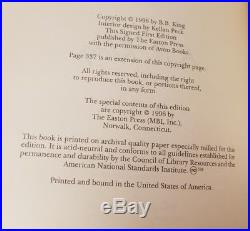 Copyright © 1996 by B.B. King
Interior design by Kellan Peck
This Signed First Edition
published by The Easton Press
with the permission of Avon Books.
Page 337 is an extension of this copyright page.
All rights reserved, including the right
to reproduce this book, or portions thereof,
in any form.
The special contents of this edition
are copyright © 1996 by
The Easton Press (MBI, Inc.)
Norwalk, Connecticut.
This book is printed on archival quality paper especially milled for this
edition. It is acid-neutral and conforms to all guidelines established for
permanence and durability by the Council of Library Resources and the
American National Standards Institute.
Printed and bound in the United States of America.